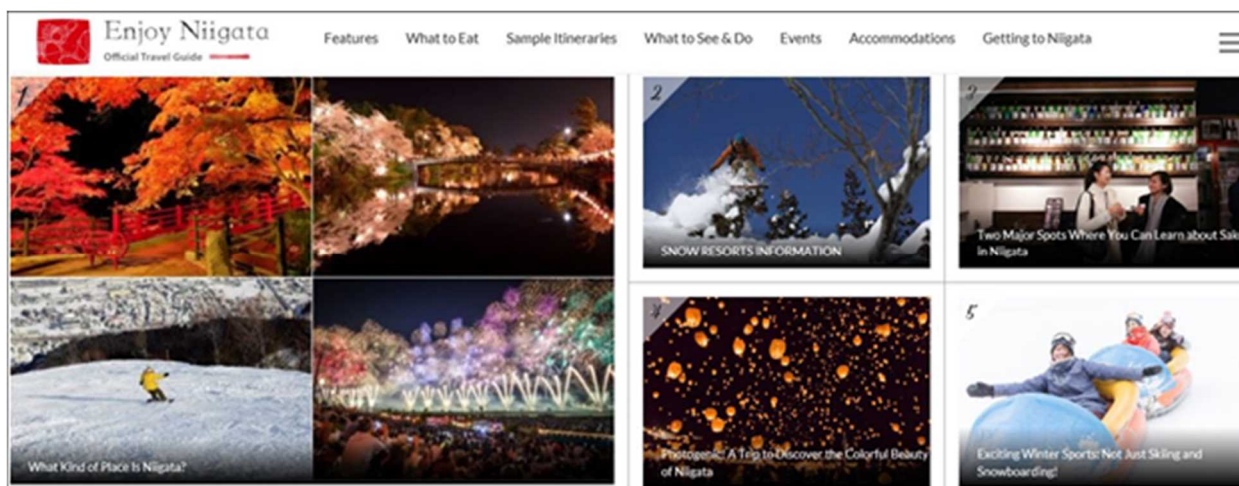 Enjoy Niigata
Official Travel Guide
Features What to Eat Sample Itineraries What to See & Do Events Accommodations Getting to Niigata
1
What Kind of Place Is Niigata?
2
SNOW RESORTS INFORMATION
3
Two Major Spots Where You Can Learn about Sak
in Niigata
4
Photogenic! A Trip to Discover the Colorful Beauty
of Niigata
5
Exciting Winter Sports: Not Just Skiing and
Snowboarding!